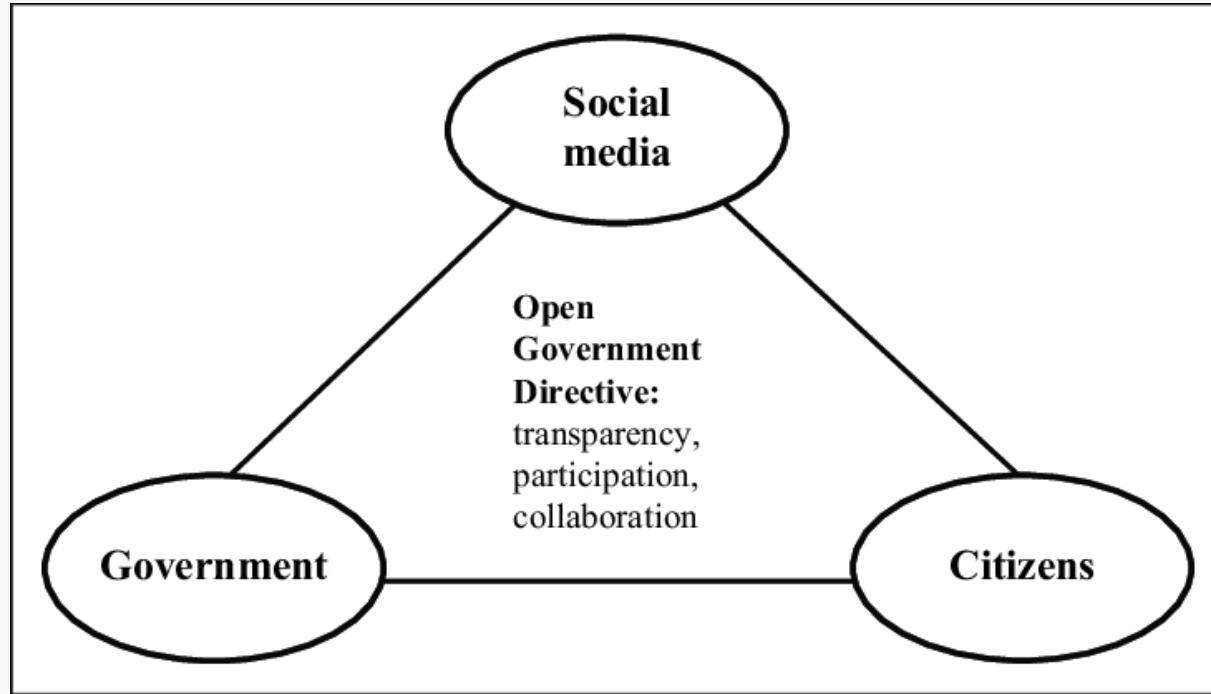 Social
media
Open
Government
Directive:
transparency,
participation,
collaboration
Government
Citizens